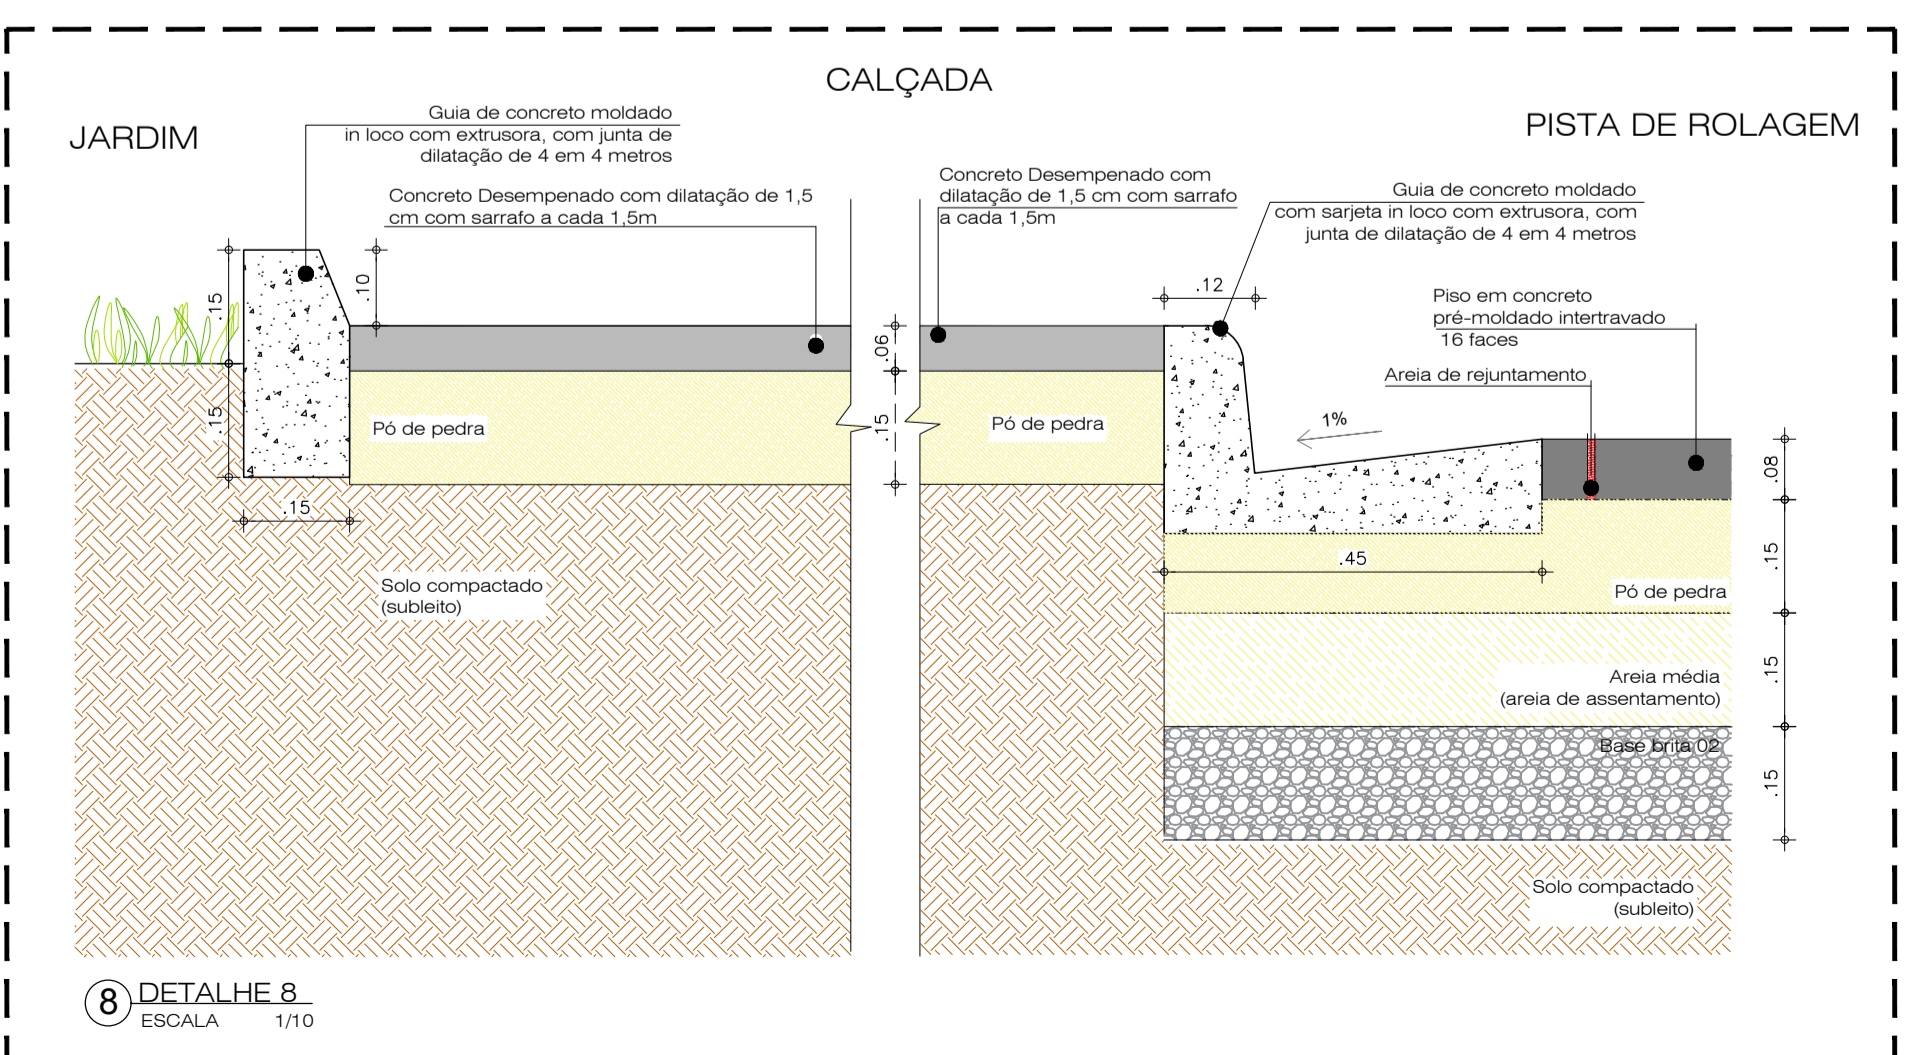 CALÇADA
JARDIM
PISTA DE ROLAGEM
Guia de concreto moldado
in loco com extrusora, com junta de
dilatação de 4 em 4 metros
Concreto Desempenado com dilatação de 1,5
cm com sarrafo a cada 1,5m
Concreto Desempenado com
dilatação de 1,5 cm com sarrafo
a cada 1,5m
Guia de concreto moldado
com sarjeta in loco com extrusora, com
junta de dilatação de 4 em 4 metros
Piso em concreto
pré-moldado intertravado
16 faces
Areia de rejuntamento
.15
.10
.12
.06
1%
.15
Pó de pedra
.15
Pó de pedra
.08
.15
.45
.15
Solo compactado
(subleito)
Pó de pedra
Areia média
(areia de assentamento)
.15
Base brita 02
.15
Solo compactado
(subleito)
8
DETALHE 8
ESCALA 1/10